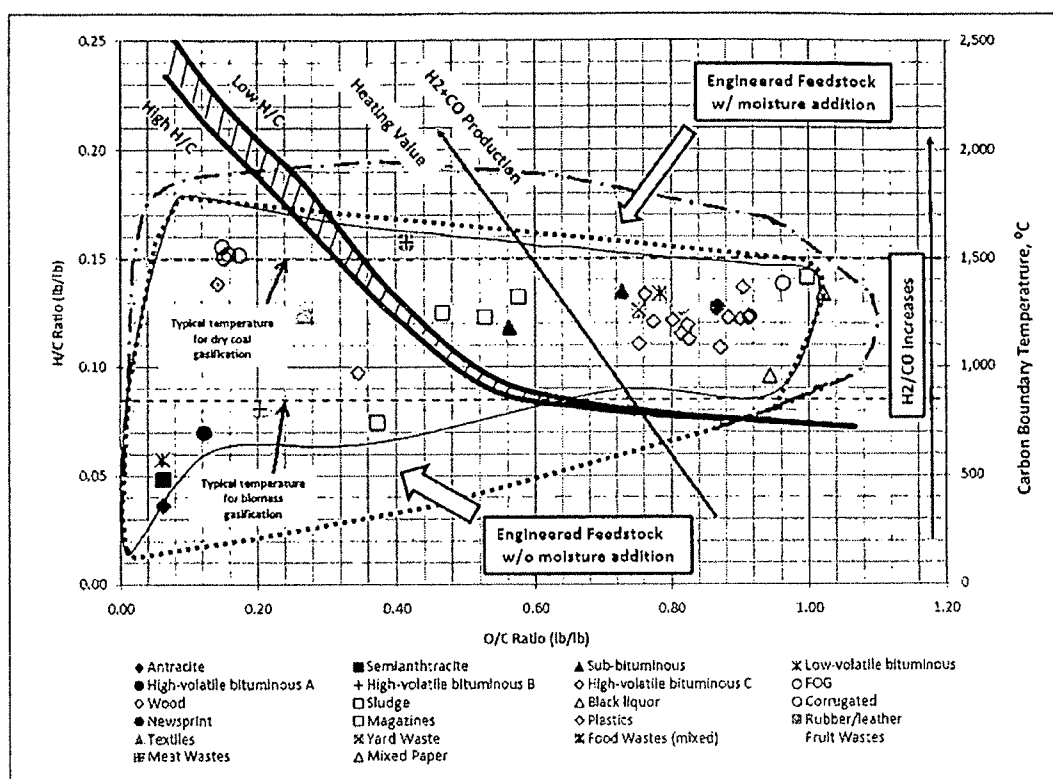 0.25
0.20
0.15
0.10
0.05
0.00
H/C Ratio (lb/lb)
2,500
2,000
1,500
1,000
500
0
Carbon Boundary Temperatrure, °C
Low H/C
High H/C
Heating Value
H2+CO Production
Engineered Feedstock
w/ moisture addition
H2/CO Increases
Typical temperature
for dry coal
gasification
Typical temperature
for biomass
gasification
Engineered Feedstock
w/o moisture addition
0.00
0.20
0.40
0.60
0.80
1.00
1.20
O/C Ratio (lb/lb)
Antracite
Semianthracite
Sub-bituminous
Low-volatile bituminous
High-volatile bituminous A
High-volatile bituminous B
High-volatile bituminous C
FOG
Wood
Sludge
Black liquor
Corrugated
Newsprint
Magazines
Plastics
Rubber/leather
Textiles
Yard Waste
Food Wastes (mixed)
Fruit Wastes
Meat Wastes
Mixed Paper